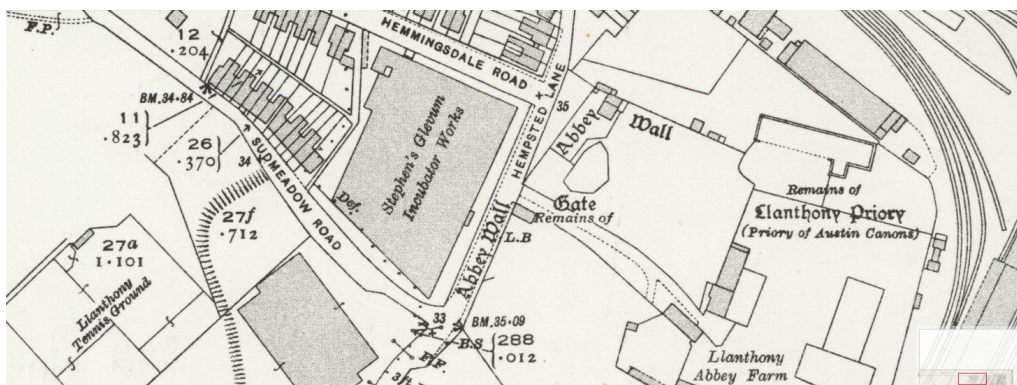 F.P.
12
.204
HEMMINGSDALE ROAD
BM.34·84
11
.823
26
.370
34
SUDMEADOW ROAD
Stephen's Glevum
Incubator Works
HEMPSTED LANE
35
Abbey Wall
Gate
Remains of
L.B
Abbey Wall
Def.
Remains of
Llanthony Priory
(Priory of Austin Canons)
27f
.712
27a
1·101
Llanthony
Tennis Ground
33
BM.35·09
B.S
288
.012
F.F.
3ft
Llanthony
Abbey Farm